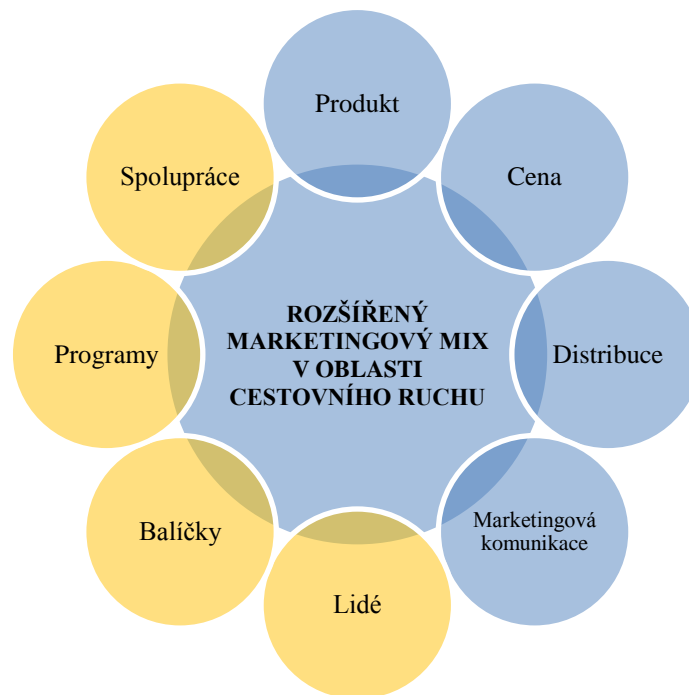 Produkt
Cena
Distribuce
Marketingová
komunikace
Lidé
Balíčky
Programy
Spolupráce
ROZŠÍŘENÝ
MARKETINGOVÝ MIX
V OBLASTI
CESTOVNÍHO RUCHU